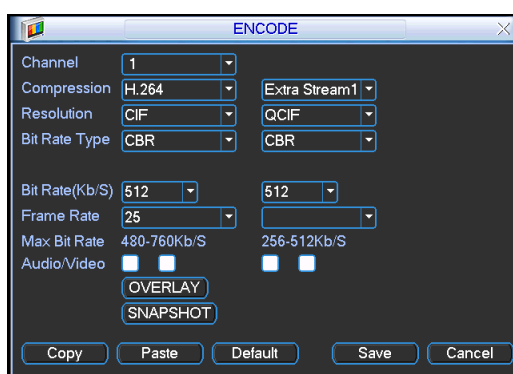 ENCODE
Channel 1
Compression H.264 Extra Stream1
Resolution CIF QCIF
Bit Rate Type CBR CBR
Bit Rate(Kb/S) 512 512
Frame Rate 25
Max Bit Rate 480-760Kb/S 256-512Kb/S
Audio/Video
OVERLAY
SNAPSHOT
Copy Paste Default Save Cancel